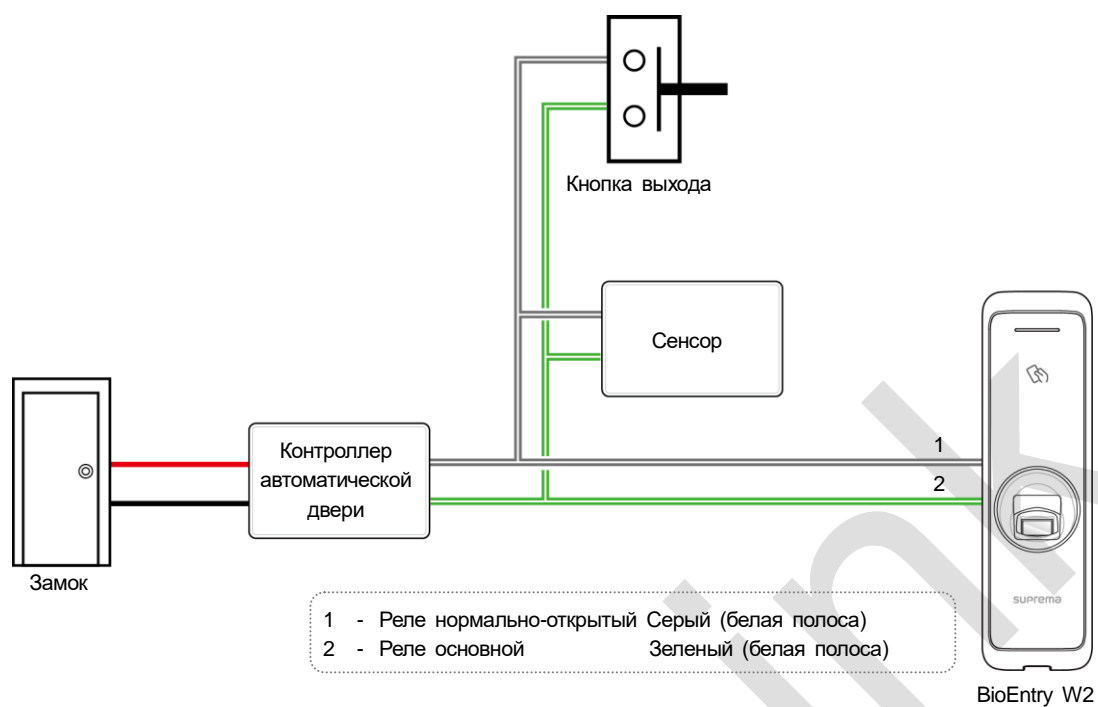 Кнопка выхода
Сенсор
Контроллер
автоматической
двери
1
2
Замок
1 - Реле нормально-открытый Серый (белая полоса)
2 - Реле основной Зеленый (белая полоса)
suprema
BioEntry W2
ink